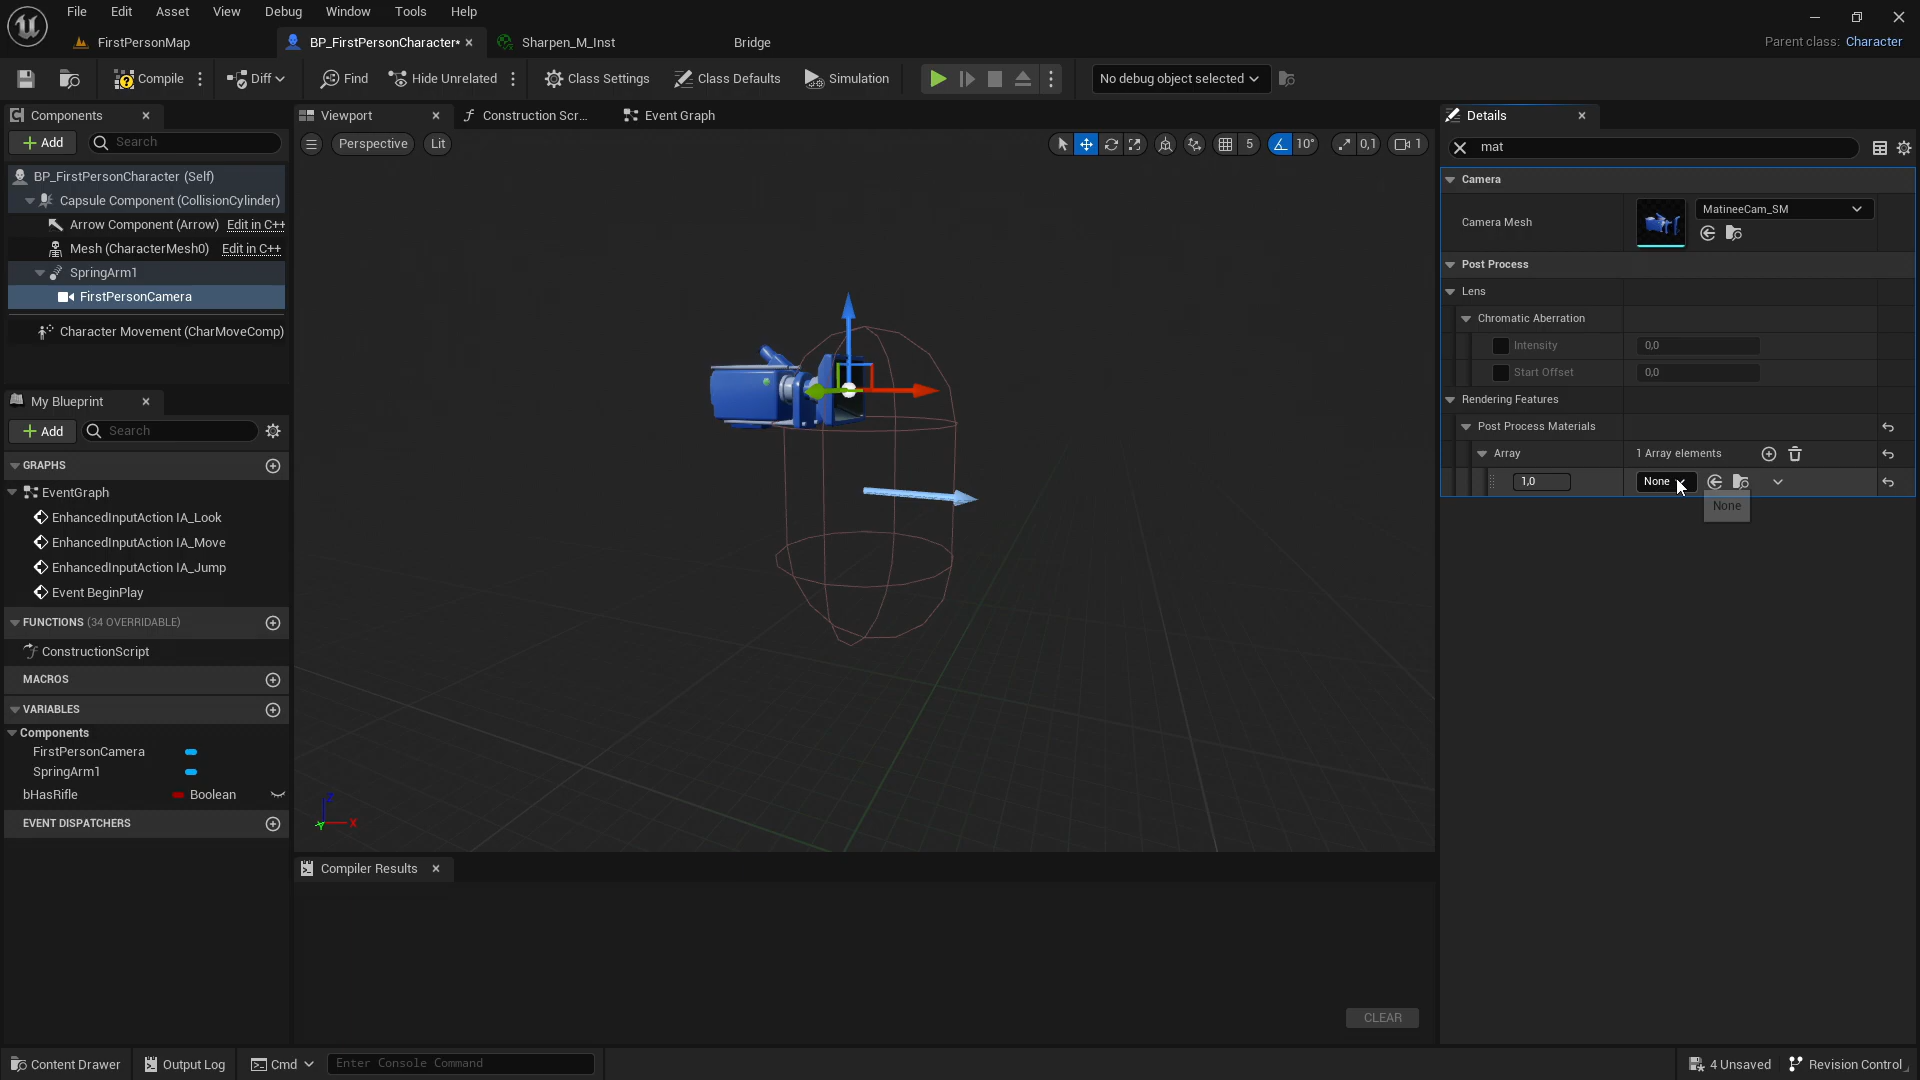 File Edit Asset View Debug Window Tools Help
FirstPersonMap BP_FirstPersonCharacter* Sharpen_M_Inst Bridge
Parent class: Character
Compile Diff Find Hide Unrelated Class Settings Class Defaults Simulation No debug object selected
Components
Add Search
BP_FirstPersonCharacter (Self)
Capsule Component (CollisionCylinder)
Arrow Component (Arrow) Edit in C++
Mesh (CharacterMesh0) Edit in C++
SpringArm1
FirstPersonCamera
Character Movement (CharMoveComp)
My Blueprint
Add Search
GRAPHS
EventGraph
EnhancedInputAction IA_Look
EnhancedInputAction IA_Move
EnhancedInputAction IA_Jump
Event BeginPlay
FUNCTIONS (34 OVERRIDABLE)
ConstructionScript
MACROS
VARIABLES
Components
FirstPersonCamera
SpringArm1
bHasRifle Boolean
EVENT DISPATCHERS
Viewport Construction Scr... Event Graph
Perspective Lit 5 10° 0,1 1
Z
Y X
Compiler Results
CLEAR
Details
mat
Camera
Camera Mesh MatineeCam_SM
Post Process
Lens
Chromatic Aberration
Intensity 0,0
Start Offset 0,0
Rendering Features
Post Process Materials
Array 1 Array elements
1,0 None
None
Content Drawer Output Log Cmd Enter Console Command 4 Unsaved Revision Control